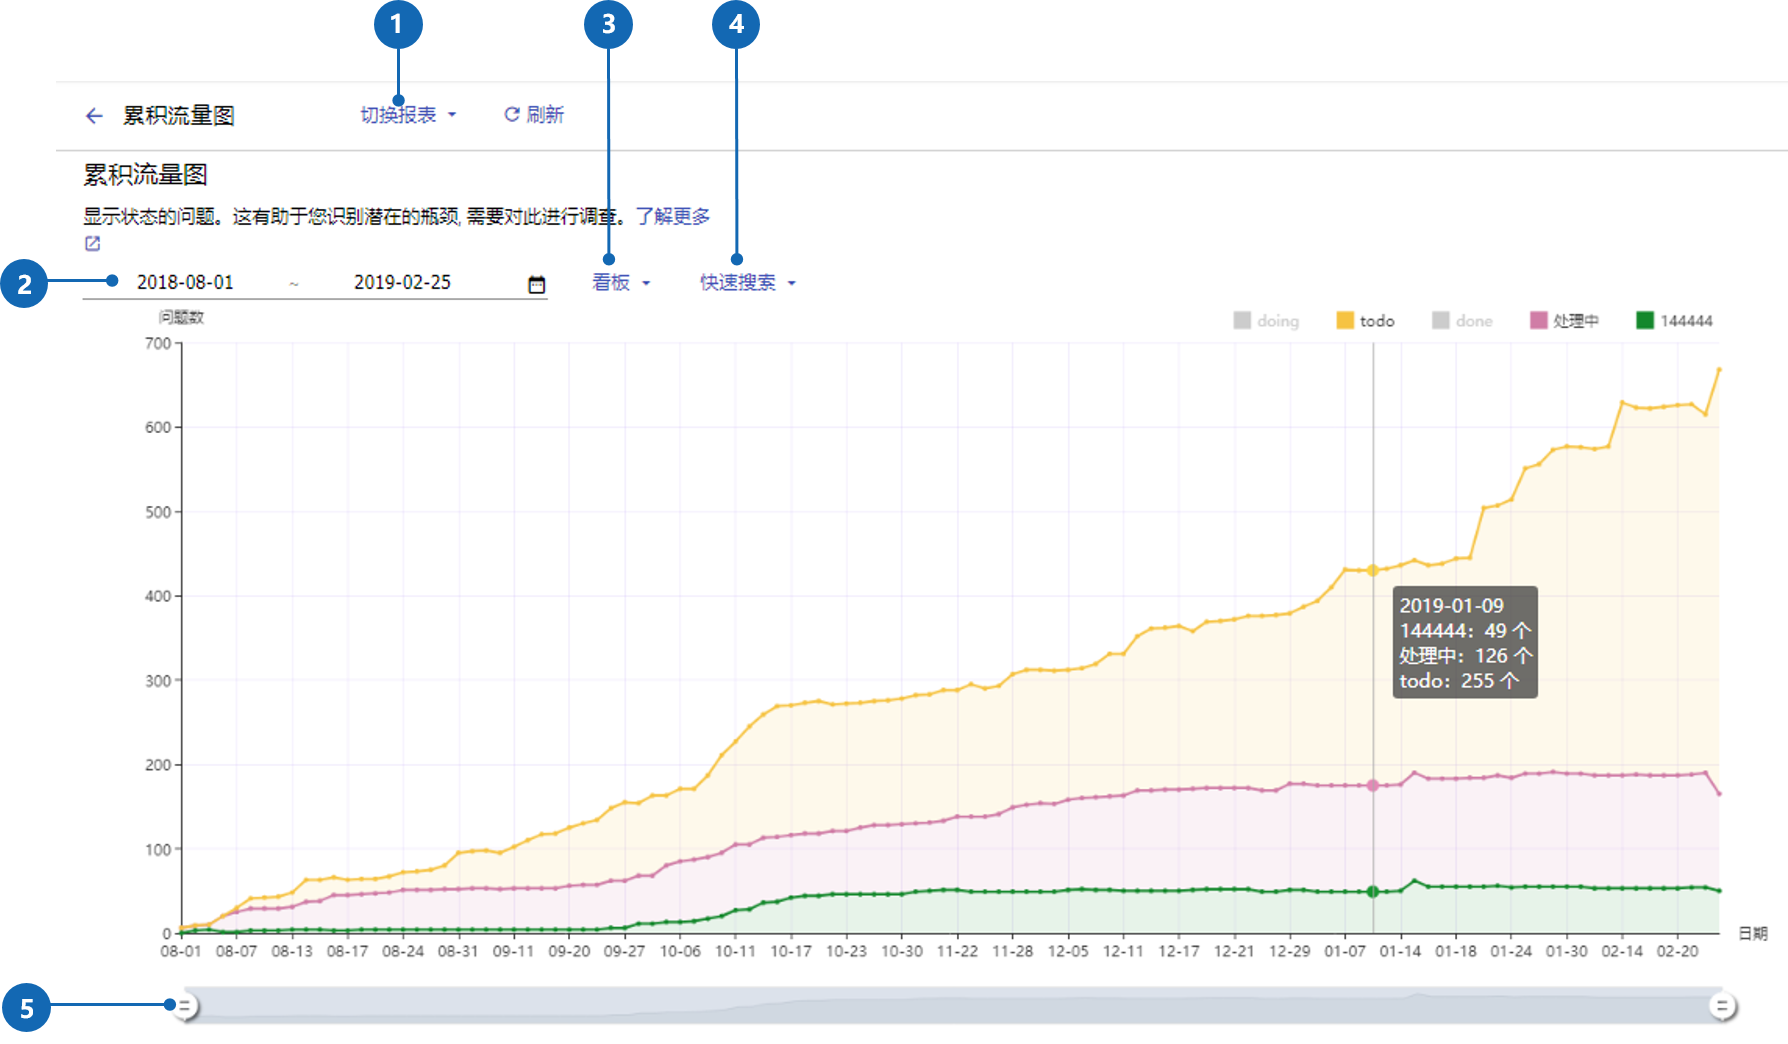 1
3
4
累积流量图
切换报表
刷新
累积流量图
显示状态的问题。这有助于您识别潜在的瓶颈, 需要对此进行调查。了解更多
2
2018-08-01 ~ 2019-02-25
看板
快速搜索
问题数
doing
todo
done
处理中
144444
700
600
500
400
300
200
100
0
2019-01-09
144444：49 个
处理中：126 个
todo：255 个
08-01 08-07 08-13 08-17 08-24 08-31 09-11 09-20 09-27 10-06 10-11 10-17 10-23 10-30 11-22 11-28 12-05 12-11 12-17 12-21 12-29 01-07 01-14 01-18 01-24 01-30 02-14 02-20
日期
5